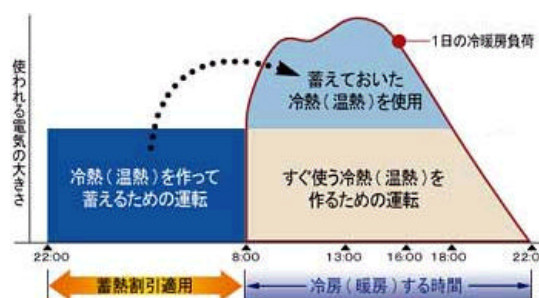 使われる電気の大きさ
1日の冷暖房負荷
蓄えておいた
冷熱(温熱)を使用
冷熱(温熱)を作って
蓄えるための運転
すぐ使う冷熱(温熱)を
作るための運転
22:00 8:00 13:00 16:00 18:00 22:00
蓄熱割引適用
冷房(暖房)する時間